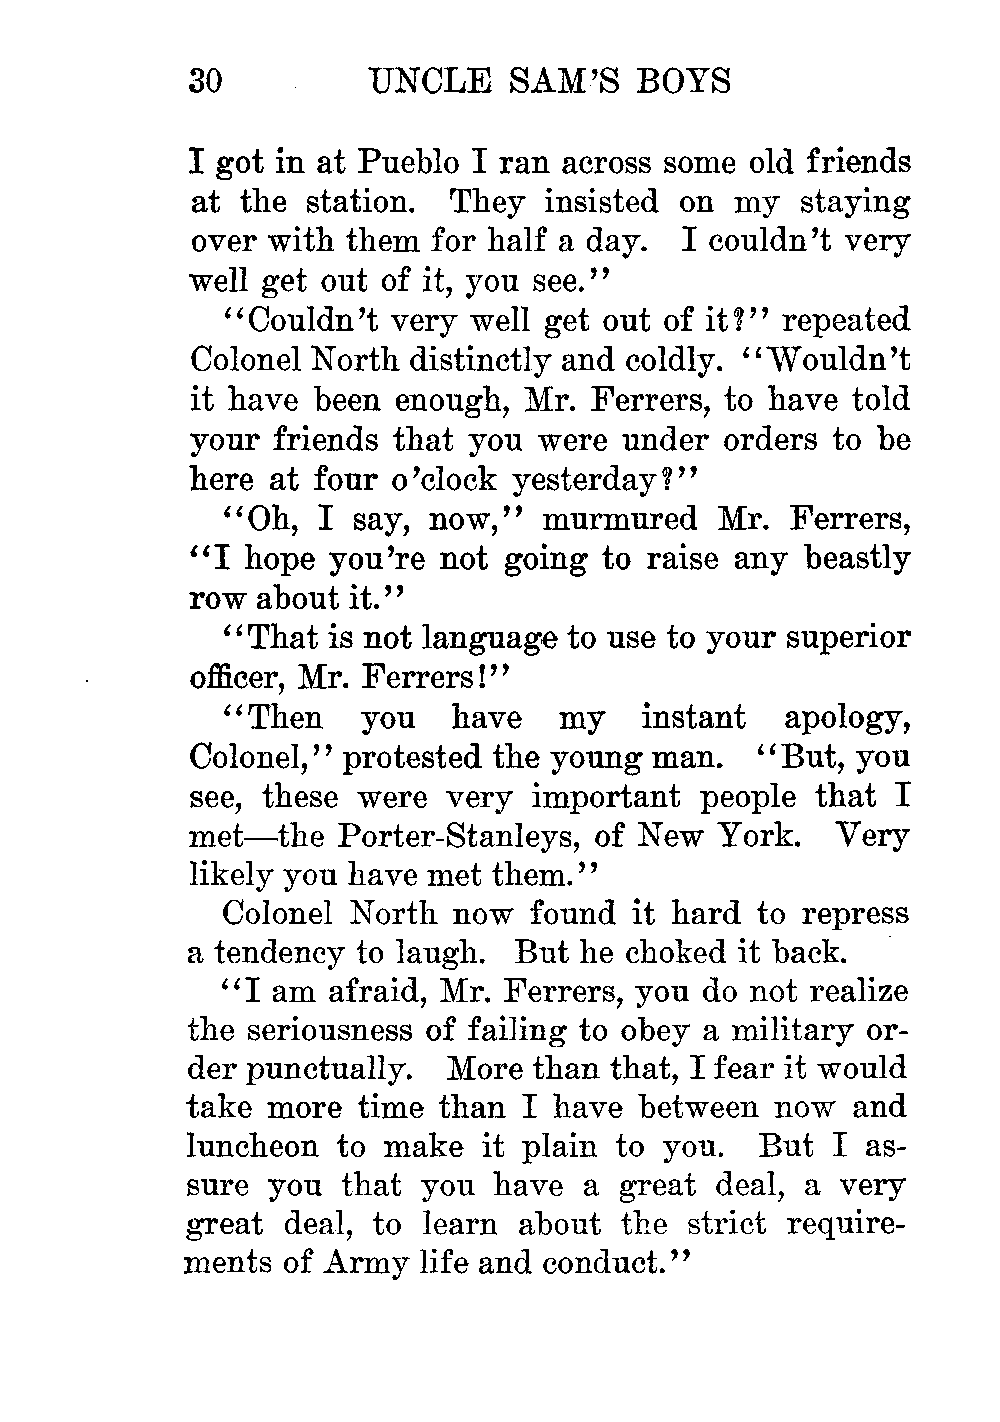 30 UNCLE SAM'S BOYS
I got in at Pueblo I ran across some old friends
at the station. They insisted on my staying
over with them for half a day. I couldn't very
well get out of it, you see."
"Couldn't very well get out of it?" repeated
Colonel North distinctly and coldly. "Wouldn't
it have been enough, Mr. Ferrers, to have told
your friends that you were under orders to be
here at four o'clock yesterday?"
"Oh, I say, now," murmured Mr. Ferrers,
"I hope you're not going to raise any beastly
row about it."
"That is not language to use to your superior
officer, Mr. Ferrers!"
"Then you have my instant apology,
Colonel," protested the young man. "But, you
see, these were very important people that I
met—the Porter-Stanleys, of New York. Very
likely you have met them."
Colonel North now found it hard to repress
a tendency to laugh. But he choked it back.
"I am afraid, Mr. Ferrers, you do not realize
the seriousness of failing to obey a military or-
der punctually. More than that, I fear it would
take more time than I have between now and
luncheon to make it plain to you. But I as-
sure you that you have a great deal, a very
great deal, to learn about the strict require-
ments of Army life and conduct."